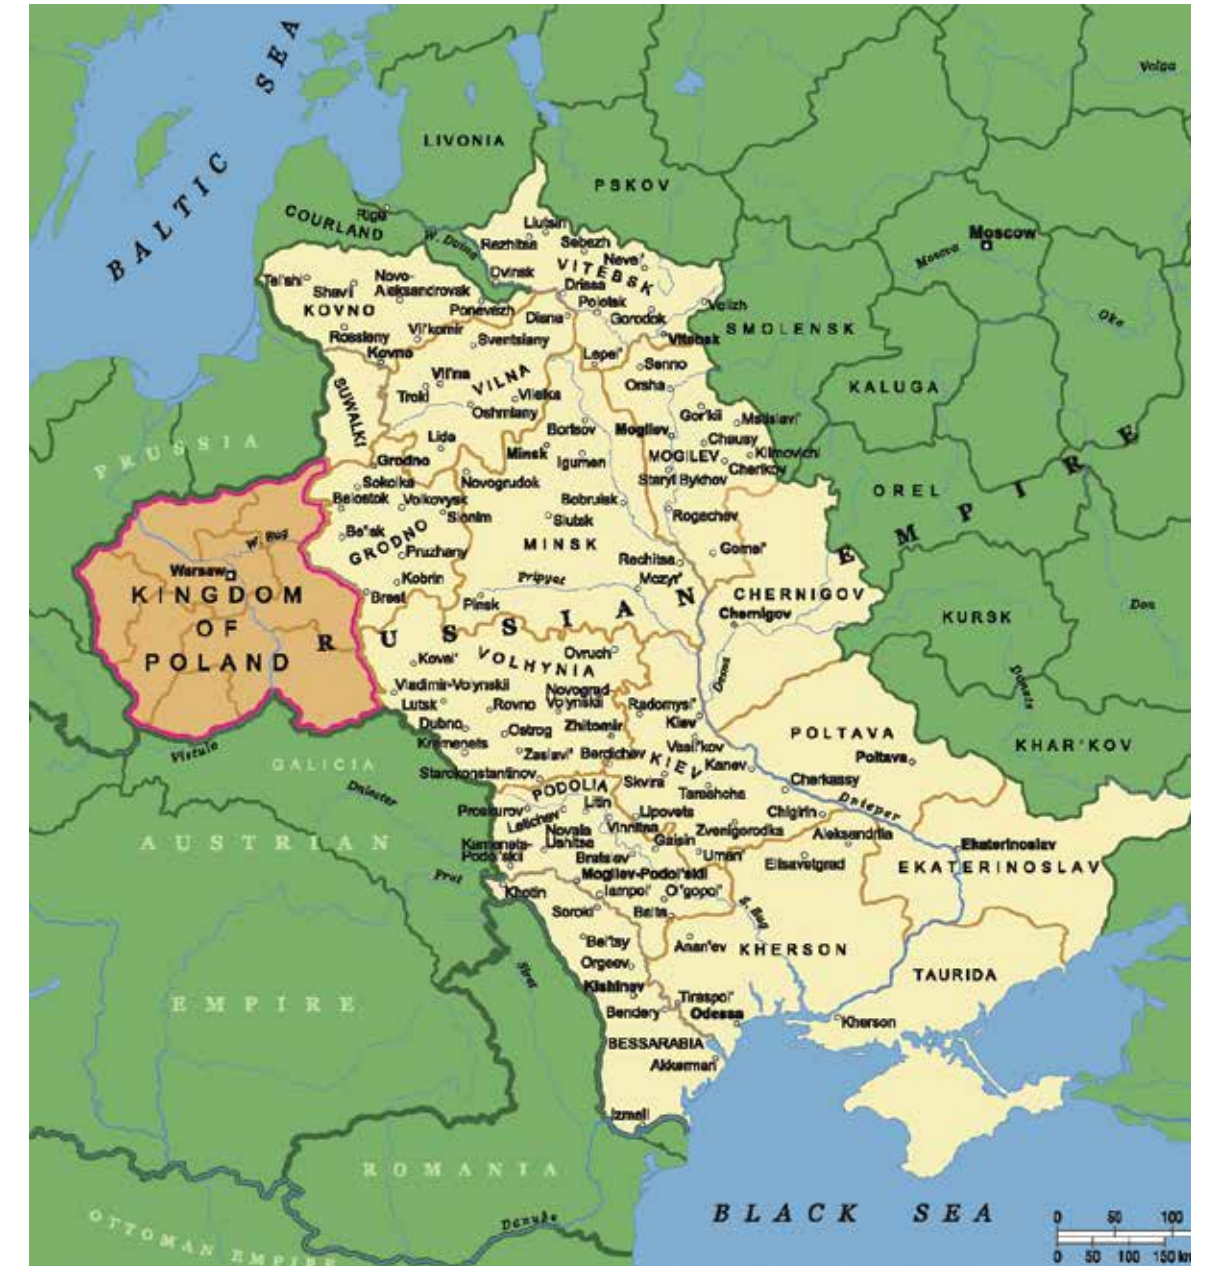 BALTIC SEA
Volga
LIVONIA
PSKOV
Riga
COURLAND
W. Duina
Liutsin
Rezhitsa
Sebezh
Nevel'
Moscow
Moscow
Dvinsk
VITEBSK
Drissa
Tel'shi
Shavli
Novo-
Aleksandrovsk
Polotsk
Velizh
KOVNO
Ponevezh
Disna
Gorodok
Oka
SMOLENSK
Rossieny
Vil'komir
Sventsiany
Vitebsk
Kovno
Lepel'
Senno
SUWALKI
Vil'na
VILNA
Orsha
KALUGA
Troki
Vileika
Oshmiany
Gor'kii
Mstislavl'
Borisov
Mogilev
Lida
Chausy
PRUSSIA
Minsk
MOGILEV
Klimovichi
Grodno
Igumen
Cherikov
Sokolka
Novogrudok
Staryi Bykhov
OREL
Belostok
Volkovysk
Bobruisk
Slonim
Slutsk
Rogachev
Bel'sk
W. Bug
GRODNO
MINSK
Gomel'
Pruzhany
Rechitsa
Warsaw
Kobrin
Pripyat
Mozyr'
KINGDOM
OF
POLAND
Brest
Pinsk
CHERNIGOV
Chernigov
Don
KURSK
RUSSIAN EMPIRE
Ovruch
Kovel'
VOLHYNIA
Desna
Donets
Vladimir-Volynskii
Novograd-
Volynskii
Lutsk
Rovno
Radomysl'
Dubno
Ostrog
Zhitomir
Kiev
POLTAVA
KHAR'KOV
Kremenets
Zaslavl'
Berdichev
KIEV
Vasil'kov
Poltava
Vistula
Kanev
GALICIA
Starokonstantinov
Skvira
Cherkassy
PODOLIA
Tarashcha
Dniester
Dnieper
Proskurov
Letichev
Litin
Lipovets
Chigirin
Vinnitsa
Zvenigorodka
Novaia
Ushitsa
Aleksandriia
AUSTRIAN
Kamenets-
Podol'skii
Gaisin
Ekaterinoslav
Bratslav
Uman'
Elisavetgrad
EKATERINOSLAV
Prut
Mogilev-Podol'skii
Khotin
Iampol'
O'gopol'
S. Bug
Soroki
Balta
Bel'tsy
Anan'ev
KHERSON
Orgeev
Siret
TAURIDA
Kishinev
EMPIRE
Tiraspol'
Bendery
Odessa
Kherson
BESSARABIA
Akkerman
Izmail
ROMANIA
BLACK SEA
0 50 100
0 50 100 150 km
Danube
OTTOMAN EMPIRE